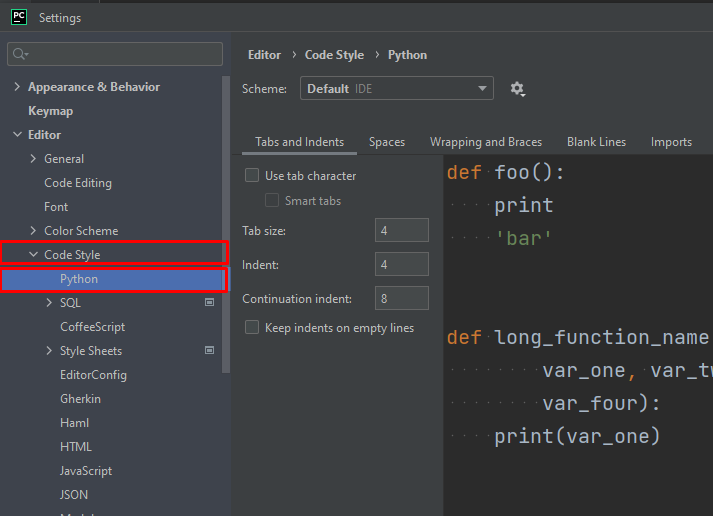 PC Settings
Appearance & Behavior
Keymap
Editor
General
Code Editing
Font
Color Scheme
Code Style
Python
SQL
CoffeeScript
Style Sheets
EditorConfig
Gherkin
Haml
HTML
JavaScript
JSON
Editor › Code Style › Python
Scheme: Default IDE
Tabs and Indents Spaces Wrapping and Braces Blank Lines Imports
Use tab character
Smart tabs
Tab size: 4
Indent: 4
Continuation indent: 8
Keep indents on empty lines
def foo():
print
'bar'
def long_function_name
var_one, var_tw
var_four):
print(var_one)